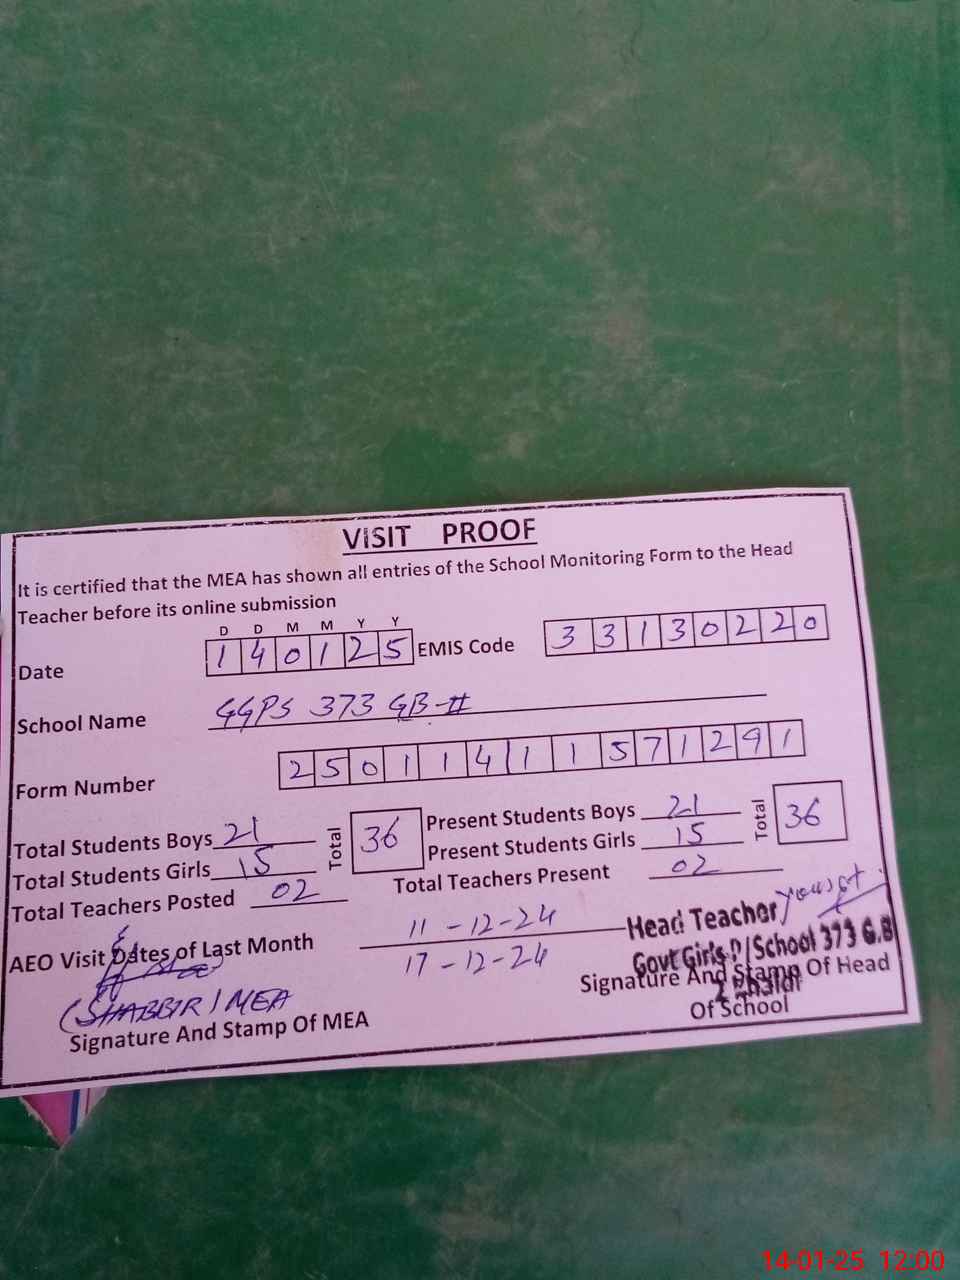 VISIT PROOF
It is certified that the MEA has shown all entries of the School Monitoring Form to the Head
Teacher before its online submission
D D M M Y Y
Date 1 4 0 1 2 5 EMIS Code 3 3 1 3 0 2 2 0
School Name GGPS 373 GB-II
Form Number 2 5 0 1 1 4 1 1 5 7 1 2 9 1
Total Students Boys 21 Total 36 Present Students Boys 21 Total 36
Total Students Girls 15 Present Students Girls 15
Total Teachers Posted 02 Total Teachers Present 02
AEO Visit Dates of Last Month 11-12-24
17-12-24
Head Teacher
Govt Girls P/School 373 G.B
Signature And Stamp Of Head
Of School
(SHABBIR) MEA
Signature And Stamp Of MEA
14-01-25 12:00